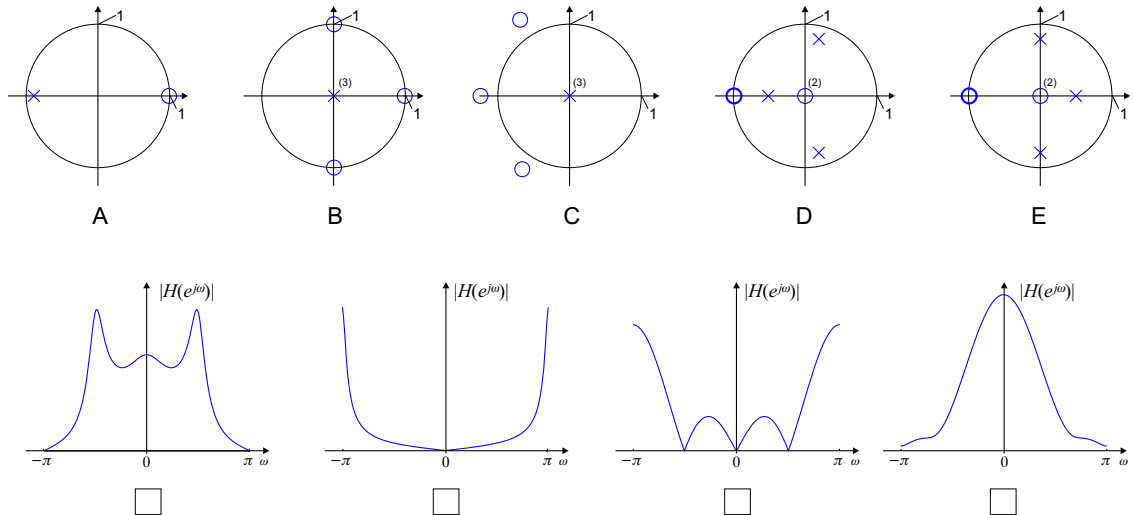 1 1 1 1
(3) (3) (2) (2)
1 1 1 1 1
A B C D E
|H(e^{jω})| |H(e^{jω})| |H(e^{jω})| |H(e^{jω})|
−π 0 π ω −π 0 π ω −π 0 π ω −π 0 π ω